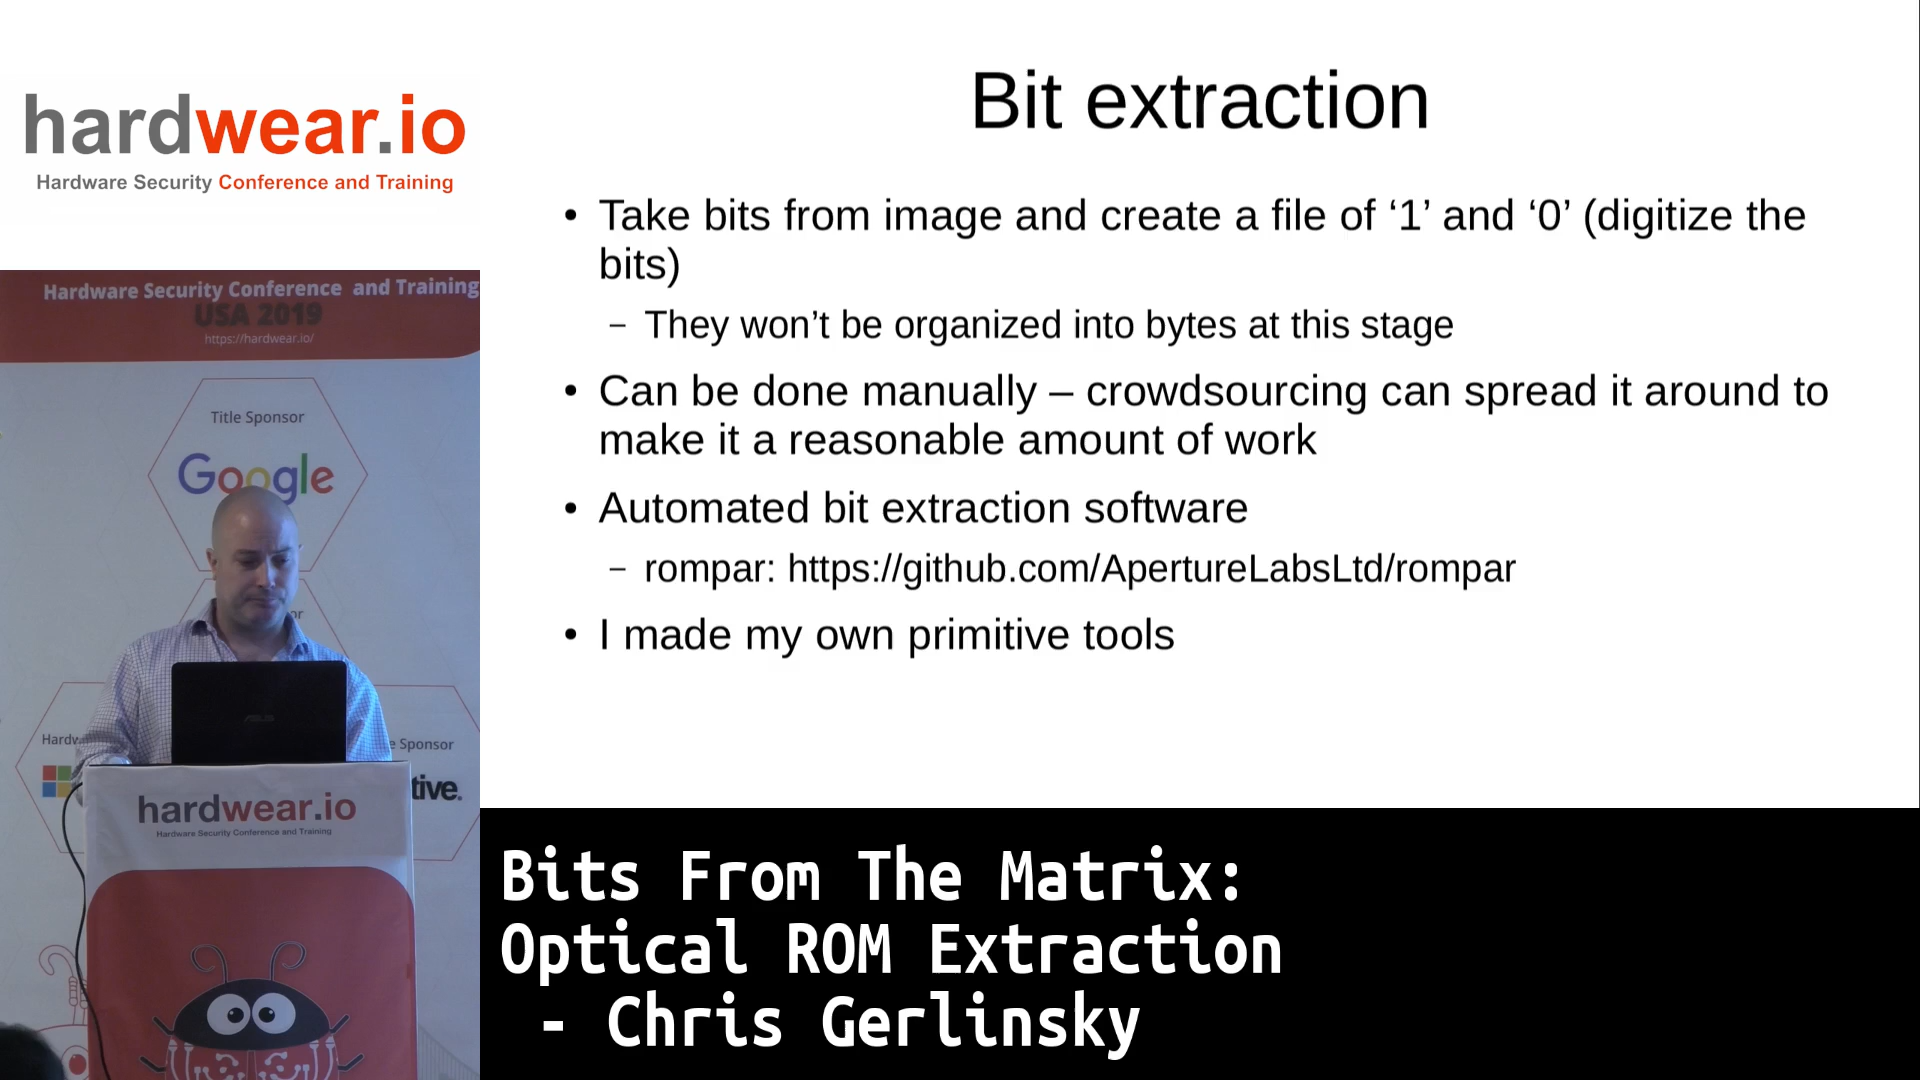 hardwear.io
Hardware Security Conference and Training
Hardware Security Conference and Training
USA 2019
https://hardwear.io/
Title Sponsor
Google
Sponsor
tive.
ASUS
hardwear.io
Hardware Security Conference and Training
Bit extraction
• Take bits from image and create a file of ‘1’ and ‘0’ (digitize the
bits)
– They won’t be organized into bytes at this stage
• Can be done manually – crowdsourcing can spread it around to
make it a reasonable amount of work
• Automated bit extraction software
– rompar: https://github.com/ApertureLabsLtd/rompar
• I made my own primitive tools
Bits From The Matrix:
Optical ROM Extraction
- Chris Gerlinsky